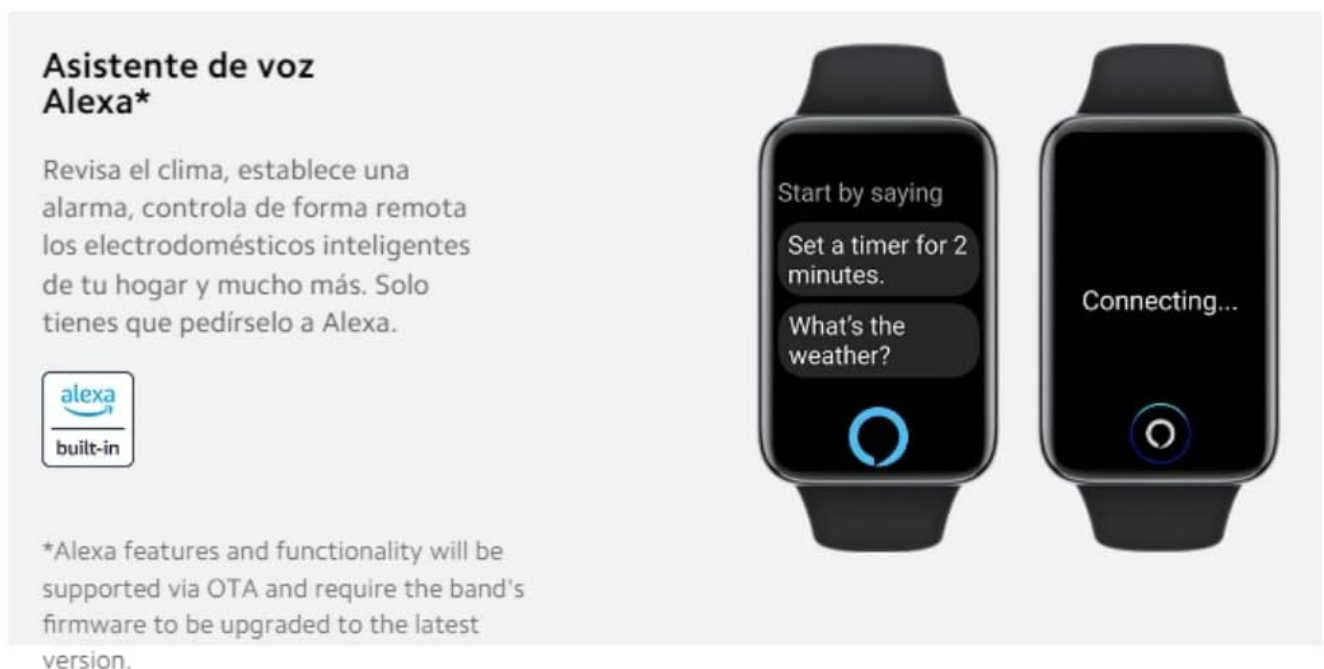 Asistente de voz
Alexa*
Revisa el clima, establece una
alarma, controla de forma remota
los electrodomésticos inteligentes
de tu hogar y mucho más. Solo
tienes que pedírselo a Alexa.
alexa
built-in
*Alexa features and functionality will be
supported via OTA and require the band's
firmware to be upgraded to the latest
version.
Start by saying
Set a timer for 2
minutes.
What's the
weather?
Connecting...